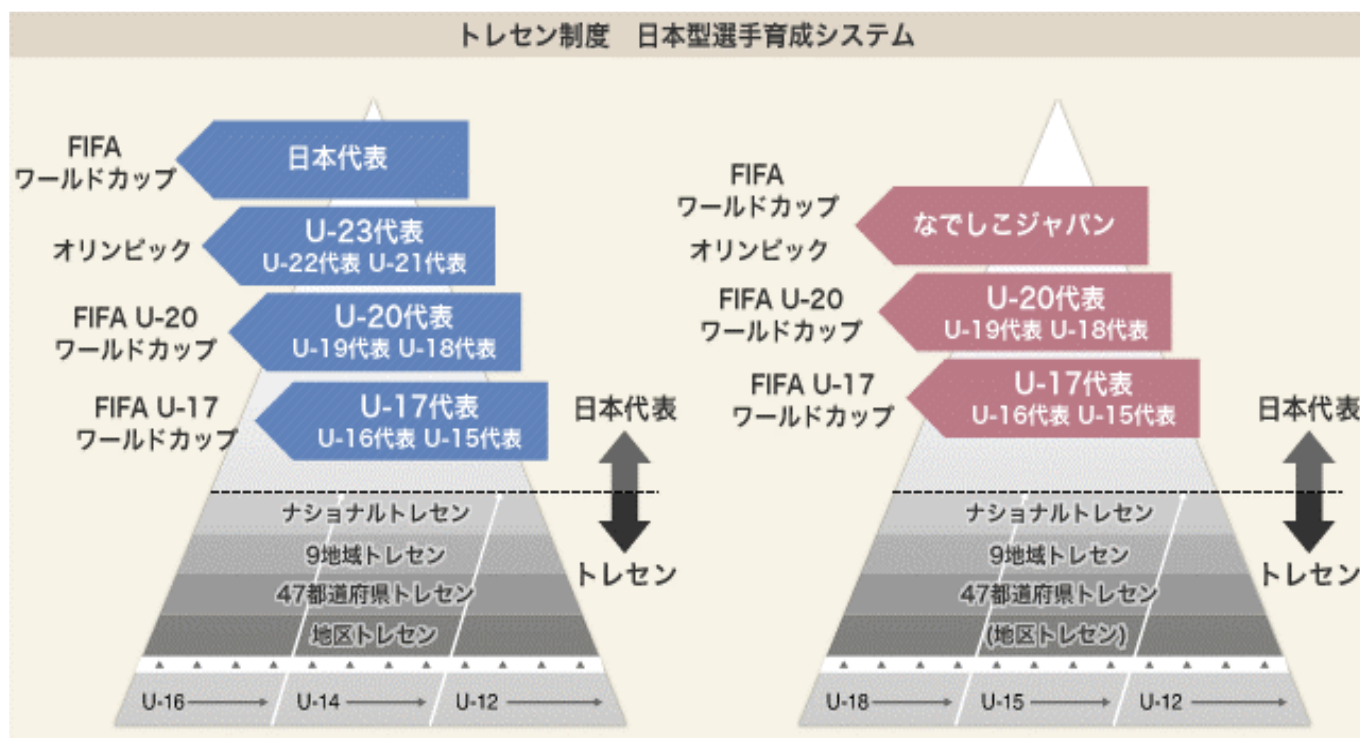 トレセン制度 日本型選手育成システム
FIFA
ワールドカップ
日本代表
オリンピック
U-23代表
U-22代表 U-21代表
FIFA U-20
ワールドカップ
U-20代表
U-19代表 U-18代表
FIFA U-17
ワールドカップ
U-17代表
U-16代表 U-15代表
日本代表
トレセン
ナショナルトレセン
9地域トレセン
47都道府県トレセン
地区トレセン
U-16
U-14
U-12
FIFA
ワールドカップ
オリンピック
なでしこジャパン
FIFA U-20
ワールドカップ
U-20代表
U-19代表 U-18代表
FIFA U-17
ワールドカップ
U-17代表
U-16代表 U-15代表
日本代表
トレセン
ナショナルトレセン
9地域トレセン
47都道府県トレセン
(地区トレセン)
U-18
U-15
U-12